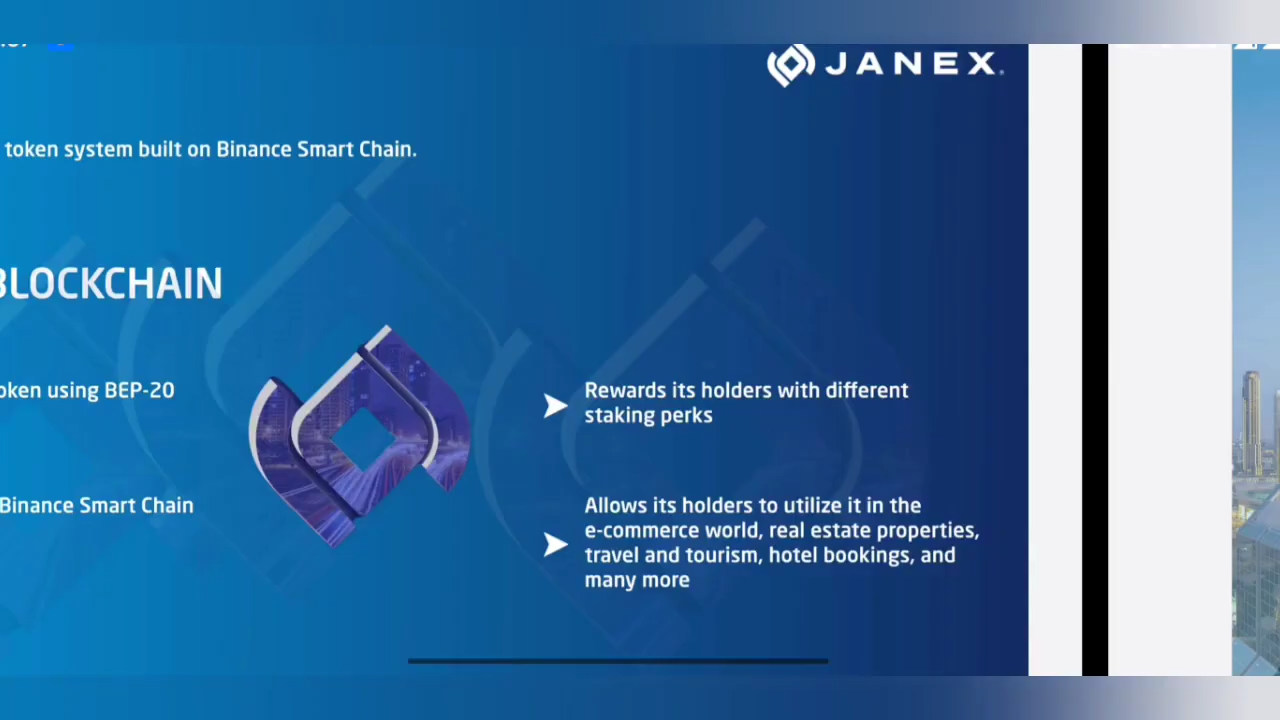 JANEX
token system built on Binance Smart Chain.
BLOCKCHAIN
using BEP-20
Rewards its holders with different
staking perks
Binance Smart Chain
Allows its holders to utilize it in the
e-commerce world, real estate properties,
travel and tourism, hotel bookings, and
many more